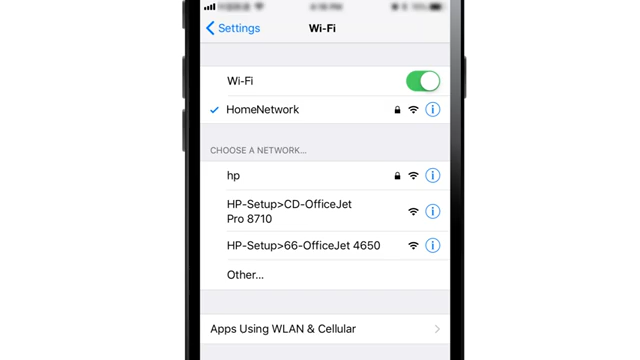 Settings
Wi-Fi
Wi-Fi
HomeNetwork
CHOOSE A NETWORK...
hp
HP-Setup>CD-OfficeJet
Pro 8710
HP-Setup>66-OfficeJet 4650
Other...
Apps Using WLAN & Cellular